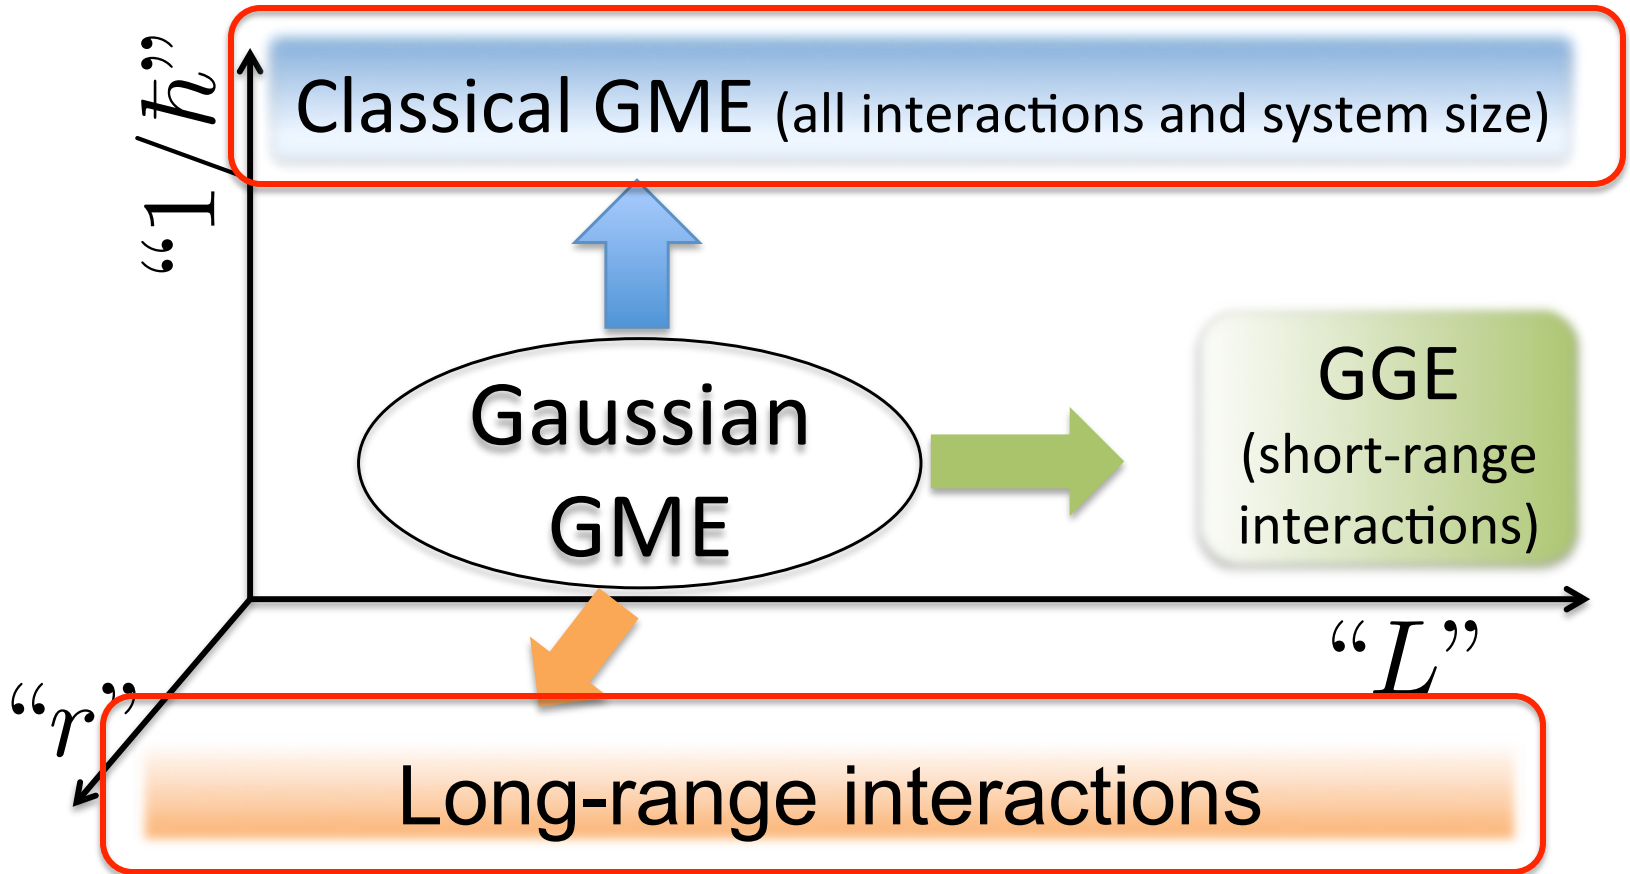 “1/ħ”
Classical GME (all interactions and system size)
Gaussian
GME
GGE
(short-range
interactions)
“L”
“r”
Long-range interactions